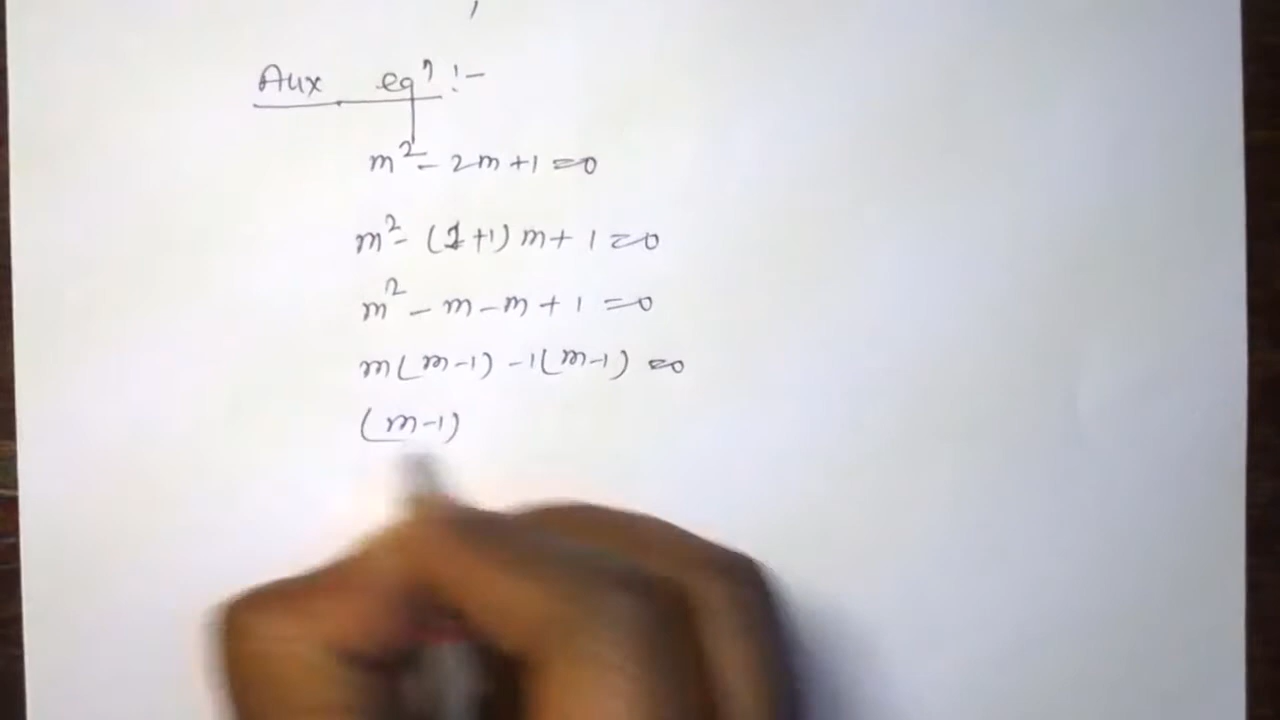 Aux eqn :-
m² - 2m + 1 = 0
m² - (1+1) m + 1 = 0
m² - m - m + 1 = 0
m(m-1) -1(m-1) = 0
(m-1)